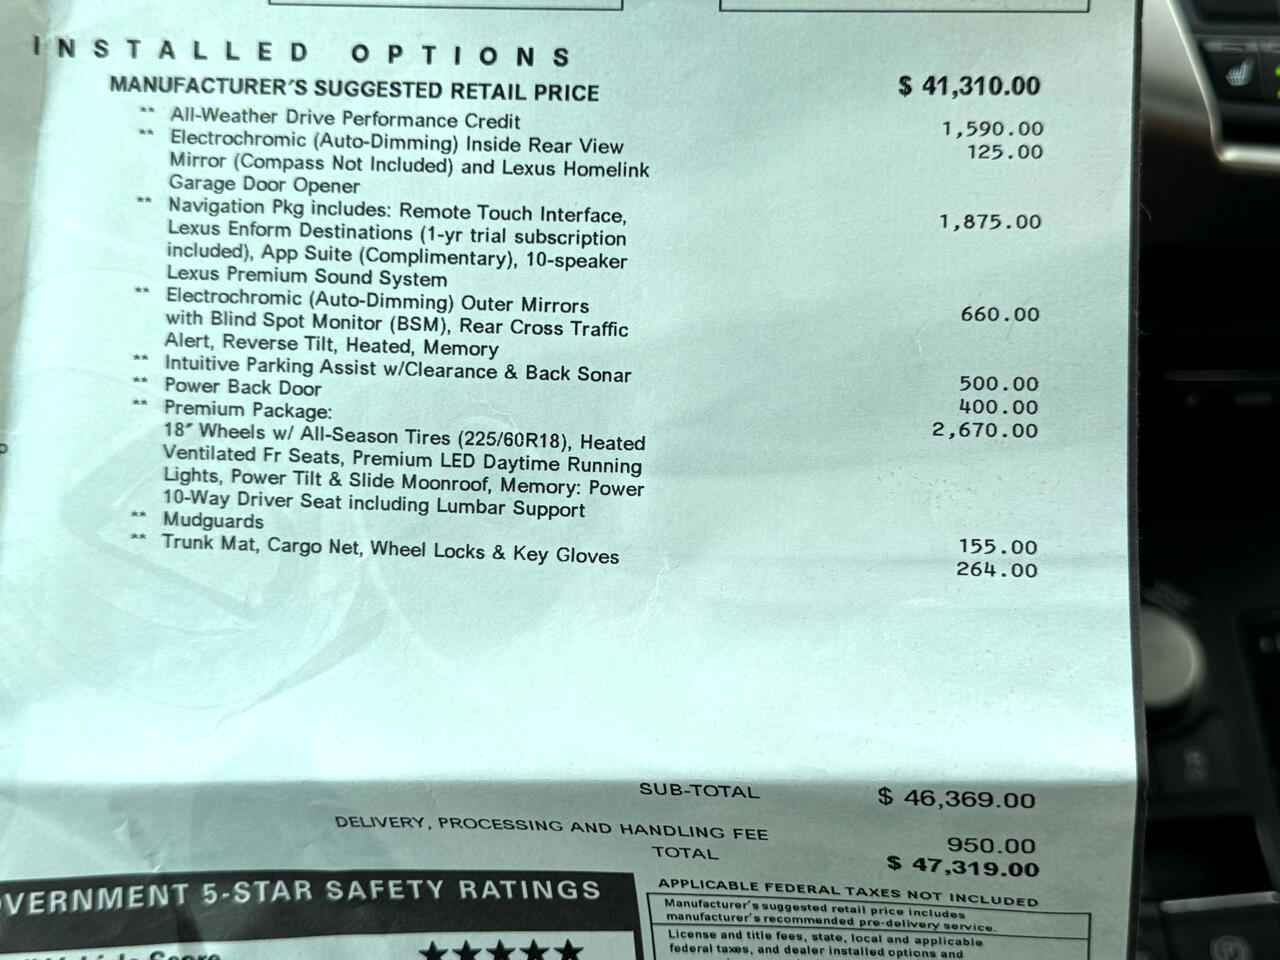 INSTALLED OPTIONS
MANUFACTURER'S SUGGESTED RETAIL PRICE $ 41,310.00
** All-Weather Drive Performance Credit 1,590.00
** Electrochromic (Auto-Dimming) Inside Rear View 125.00
Mirror (Compass Not Included) and Lexus Homelink
Garage Door Opener
** Navigation Pkg includes: Remote Touch Interface, 1,875.00
Lexus Enform Destinations (1-yr trial subscription
included), App Suite (Complimentary), 10-speaker
Lexus Premium Sound System
** Electrochromic (Auto-Dimming) Outer Mirrors 660.00
with Blind Spot Monitor (BSM), Rear Cross Traffic
Alert, Reverse Tilt, Heated, Memory
** Intuitive Parking Assist w/Clearance & Back Sonar 500.00
** Power Back Door 400.00
** Premium Package: 2,670.00
18" Wheels w/ All-Season Tires (225/60R18), Heated
Ventilated Fr Seats, Premium LED Daytime Running
Lights, Power Tilt & Slide Moonroof, Memory: Power
10-Way Driver Seat including Lumbar Support
** Mudguards 155.00
** Trunk Mat, Cargo Net, Wheel Locks & Key Gloves 264.00
SUB-TOTAL $ 46,369.00
DELIVERY, PROCESSING AND HANDLING FEE 950.00
TOTAL $ 47,319.00
VERNMENT 5-STAR SAFETY RATINGS
APPLICABLE FEDERAL TAXES NOT INCLUDED
Manufacturer's suggested retail price includes
manufacturer's recommended pre-delivery service.
License and title fees, state, local and applicable
federal taxes, and dealer installed options and